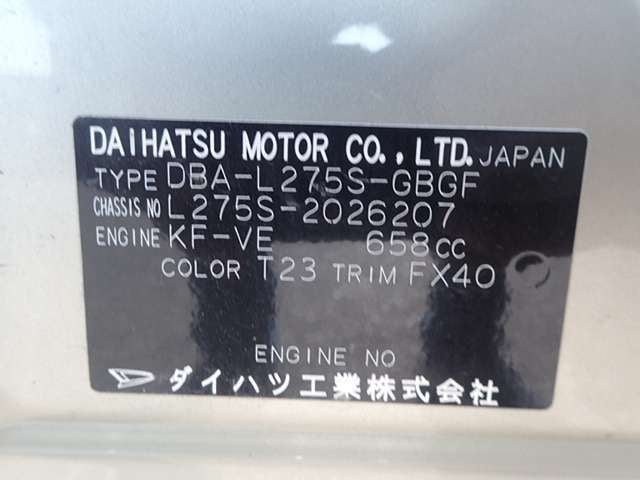 DAIHATSU MOTOR CO., LTD. JAPAN
TYPE DBA-L275S-GBGF
CHASSIS NO L275S-2026207
ENGINE KF-VE 658CC
COLOR T23 TRIM FX40
ENGINE NO
ダイハツ工業株式会社